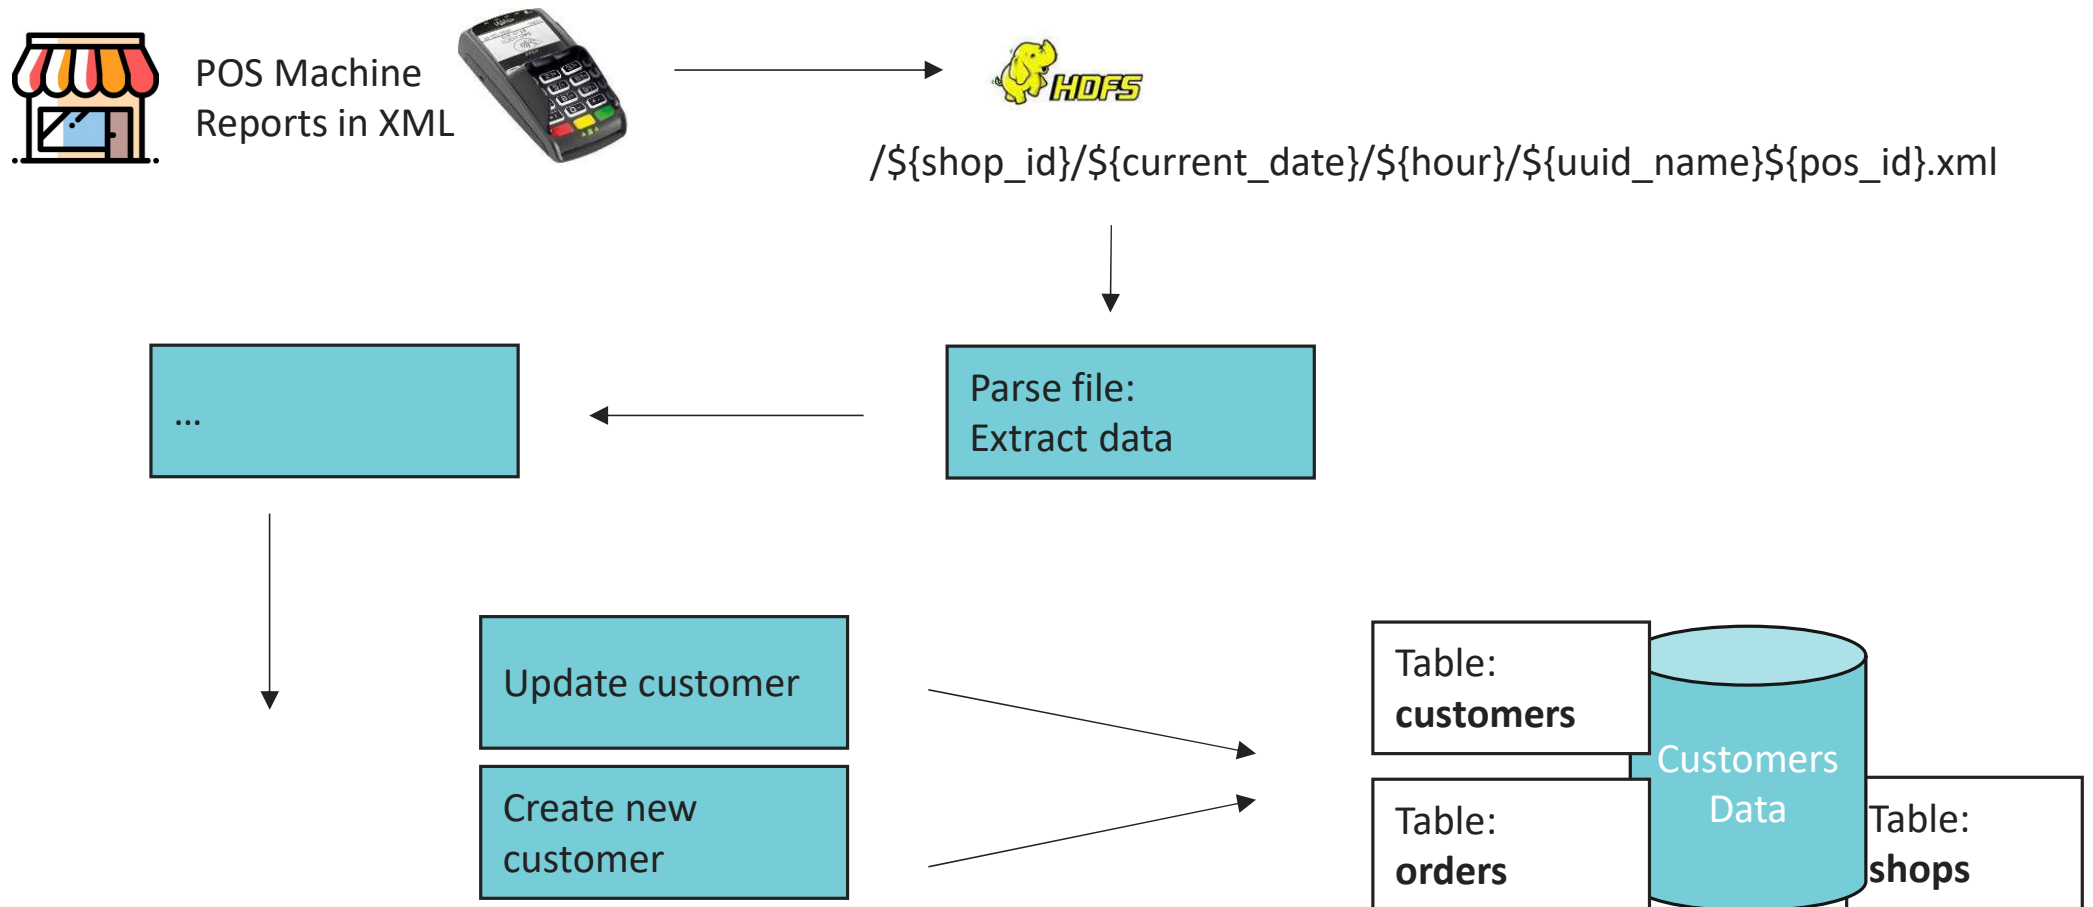 POS Machine
Reports in XML
HDFS
/${shop_id}/${current_date}/${hour}/${uuid_name}${pos_id}.xml
...
Parse file:
Extract data
Update customer
Create new
customer
Table:
customers
Customers
Data
Table:
orders
Table:
shops